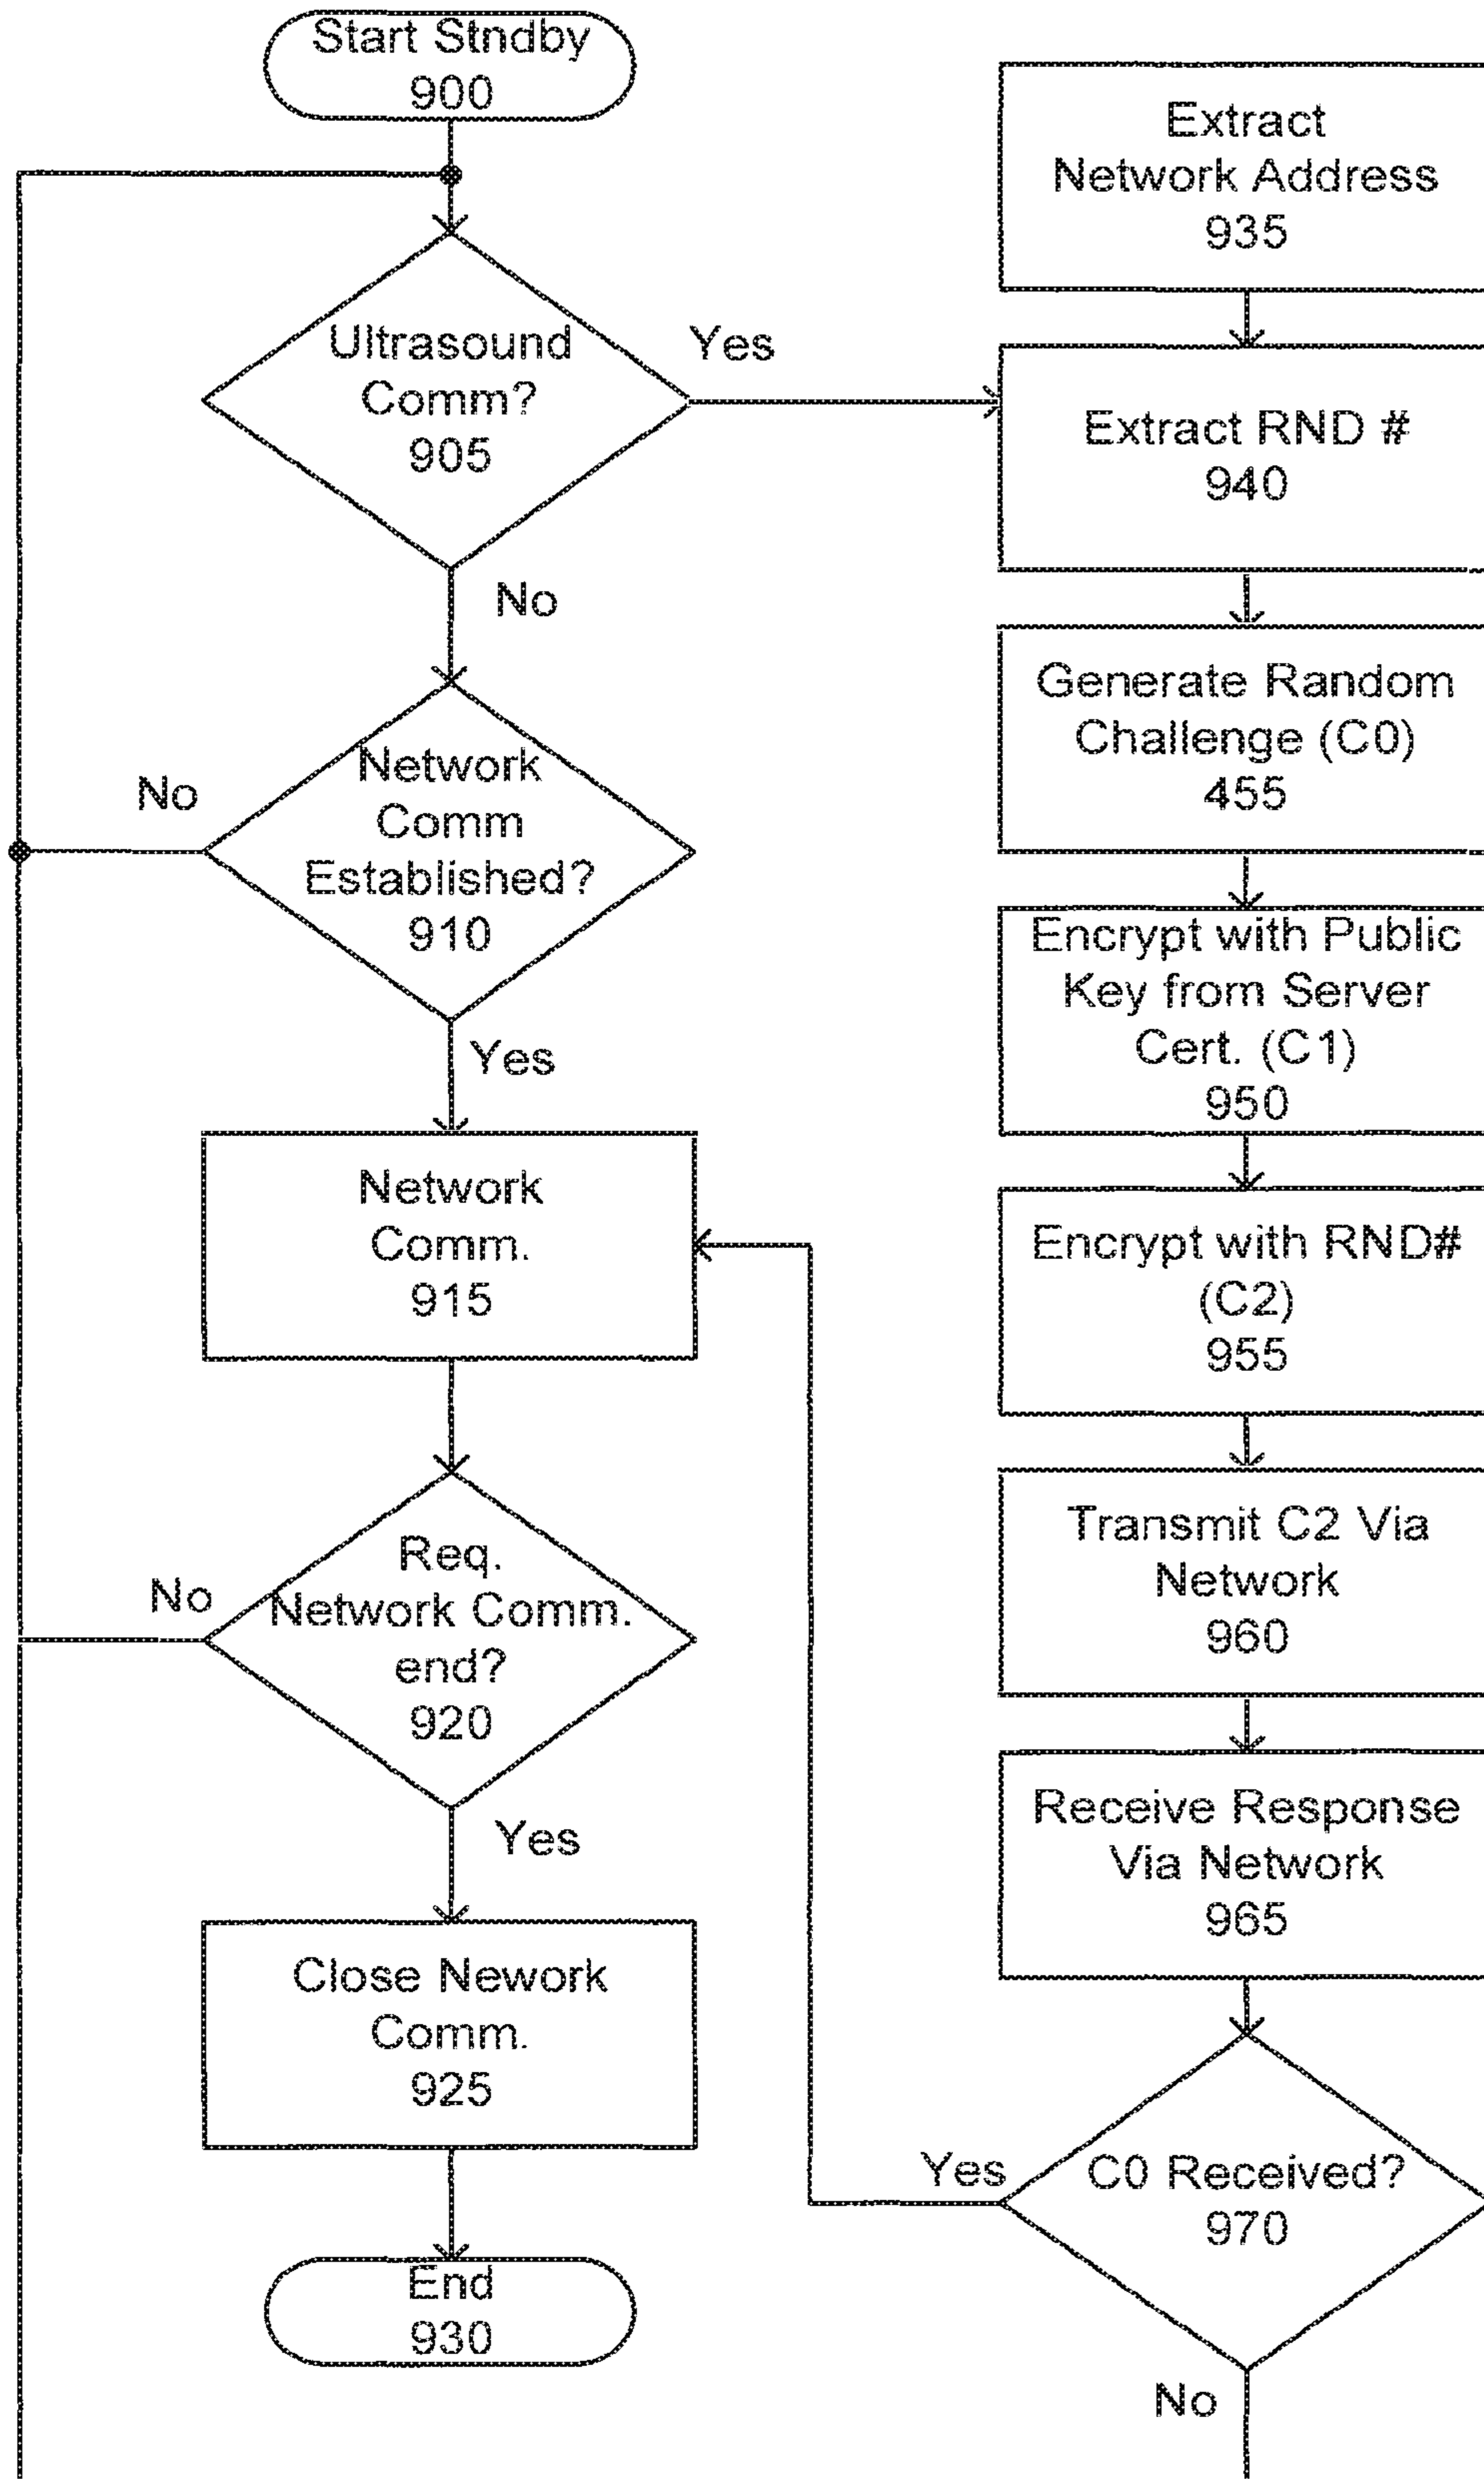 Start Stndby
900
Ultrasound
Comm?
905
Yes
No
Network
Comm
Established?
910
No
Yes
Network
Comm.
915
Req.
Network Comm.
end?
920
No
Yes
Close Nework
Comm.
925
End
930
Extract
Network Address
935
Extract RND #
940
Generate Random
Challenge (C0)
455
Encrypt with Public
Key from Server
Cert. (C1)
950
Encrypt with RND#
(C2)
955
Transmit C2 Via
Network
960
Receive Response
Via Network
965
C0 Received?
970
Yes
No